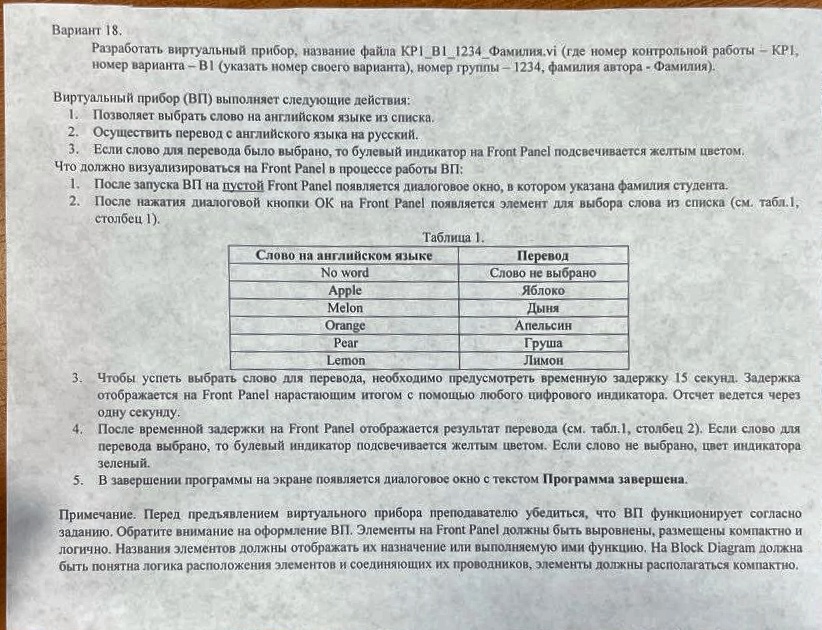 Вариант 18.
Разработать виртуальный прибор, название файла КР1_В1_1234_Фамилия.vi (где номер контрольной работы – КР1,
номер варианта – В1 (указать номер своего варианта), номер группы – 1234, фамилия автора - Фамилия).
Виртуальный прибор (ВП) выполняет следующие действия:
1. Позволяет выбрать слово на английском языке из списка.
2. Осуществить перевод с английского языка на русский.
3. Если слово для перевода было выбрано, то булевый индикатор на Front Panel подсвечивается желтым цветом.
Что должно визуализироваться на Front Panel в процессе работы ВП:
1. После запуска ВП на пустой Front Panel появляется диалоговое окно, в котором указана фамилия студента.
2. После нажатия диалоговой кнопки ОК на Front Panel появляется элемент для выбора слова из списка (см. табл.1,
столбец 1).
Таблица 1.
Слово на английском языке Перевод
No word Слово не выбрано
Apple Яблоко
Melon Дыня
Orange Апельсин
Pear Груша
Lemon Лимон
3. Чтобы успеть выбрать слово для перевода, необходимо предусмотреть временную задержку 15 секунд. Задержка
отображается на Front Panel нарастающим итогом с помощью любого цифрового индикатора. Отсчет ведется через
одну секунду.
4. После временной задержки на Front Panel отображается результат перевода (см. табл.1, столбец 2). Если слово для
перевода выбрано, то булевый индикатор подсвечивается желтым цветом. Если слово не выбрано, цвет индикатора
зеленый.
5. В завершении программы на экране появляется диалоговое окно с текстом Программа завершена.
Примечание. Перед предъявлением виртуального прибора преподавателю убедиться, что ВП функционирует согласно
заданию. Обратите внимание на оформление ВП. Элементы на Front Panel должны быть выровнены, размещены компактно и
логично. Названия элементов должны отображать их назначение или выполняемую ими функцию. На Block Diagram должна
быть понятна логика расположения элементов и соединяющих их проводников, элементы должны располагаться компактно.